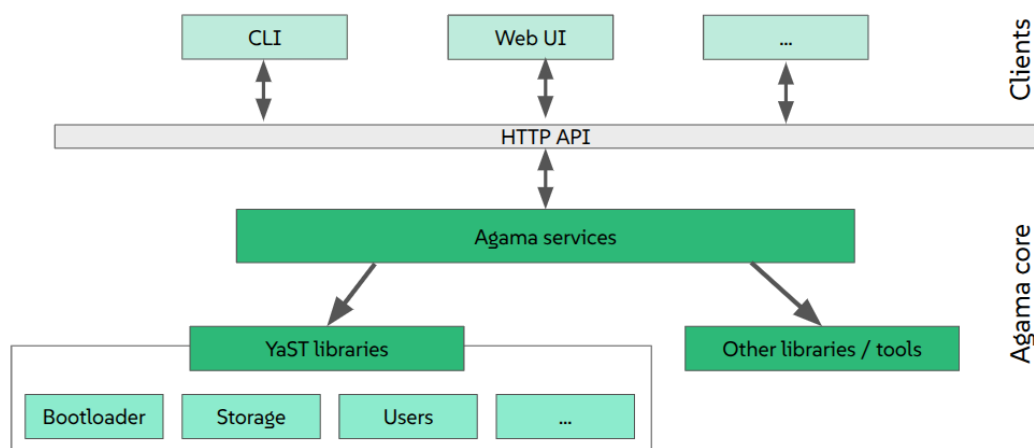 CLI
Web UI
...
Clients
HTTP API
Agama services
Agama core
YaST libraries
Other libraries / tools
Bootloader
Storage
Users
...